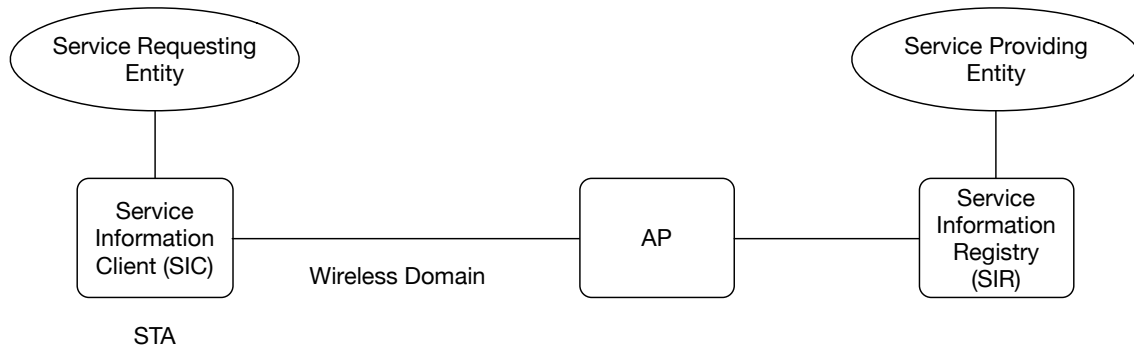 Service Requesting
Entity
Service Providing
Entity
Service
Information
Client (SIC)
AP
Service
Information
Registry
(SIR)
Wireless Domain
STA